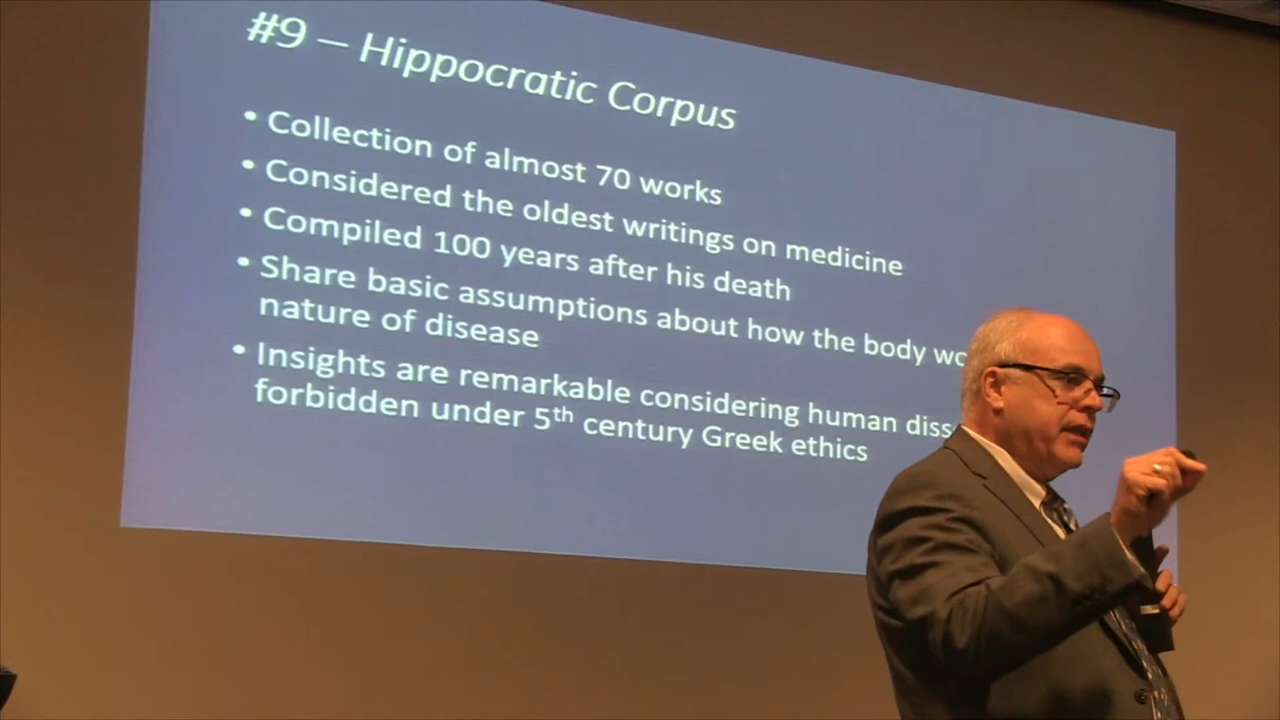 #9 – Hippocratic Corpus
• Collection of almost 70 works
• Considered the oldest writings on medicine
• Compiled 100 years after his death
• Share basic assumptions about how the body
nature of disease
• Insights are remarkable considering human
forbidden under 5th century Greek ethics